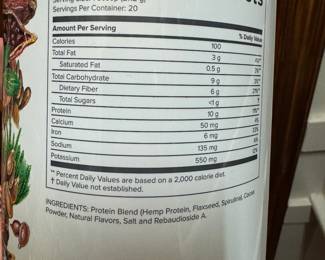 Servings Per Container: 20
Amount Per Serving % Daily Value
Calories 100
Total Fat 3 g
Saturated Fat 0.5 g
Total Carbohydrate 9 g
Dietary Fiber 6 g
Total Sugars <1 g
Protein 10 g
Calcium 50 mg
Iron 6 mg
Sodium 135 mg
Potassium 550 mg
** Percent Daily Values are based on a 2,000 calorie diet.
† Daily Value not established.
INGREDIENTS: Protein Blend (Hemp Protein, Flaxseed, Spirulina), Cocoa
Powder, Natural Flavors, Salt and Rebaudioside A.